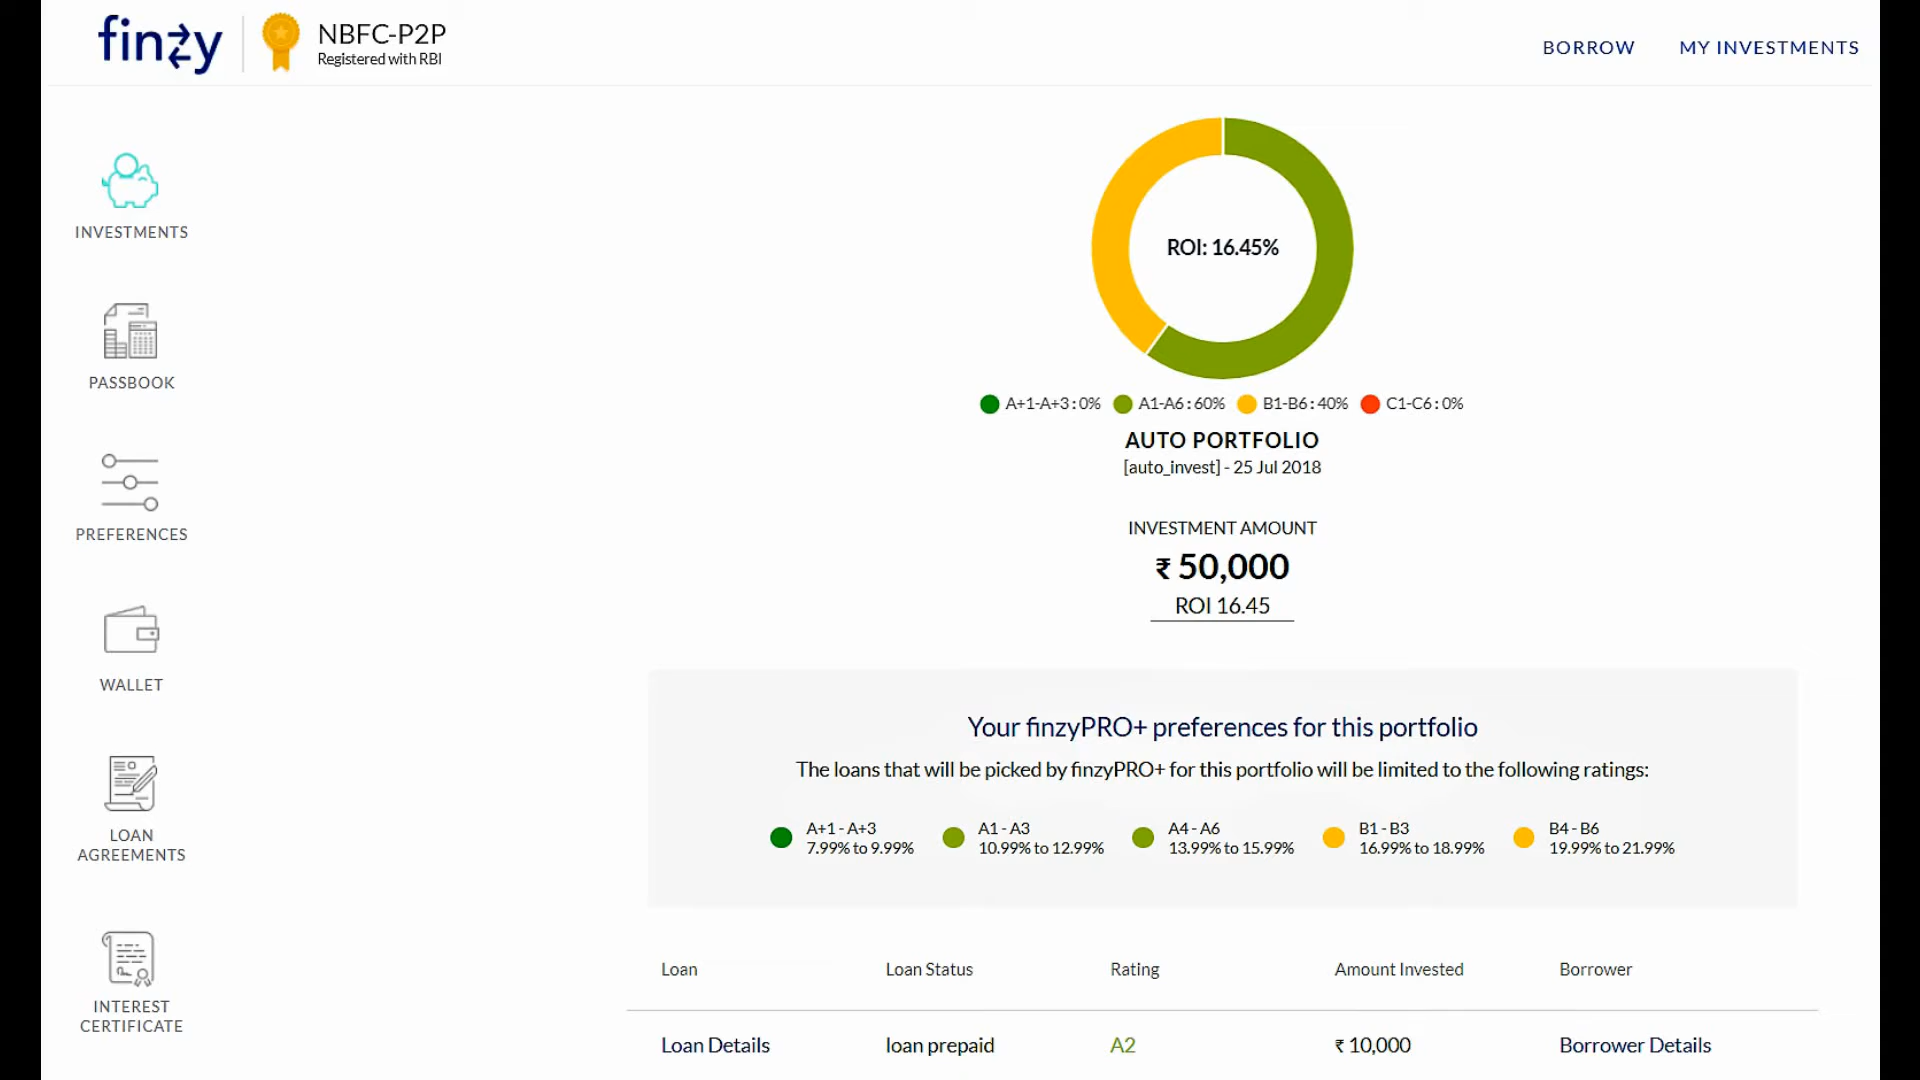 finzy
NBFC-P2P
Registered with RBI
BORROW
MY INVESTMENTS
INVESTMENTS
PASSBOOK
PREFERENCES
WALLET
LOAN
AGREEMENTS
INTEREST
CERTIFICATE
ROI: 16.45%
A+1-A+3 : 0%
A1-A6 : 60%
B1-B6 : 40%
C1-C6 : 0%
AUTO PORTFOLIO
[auto_invest] - 25 Jul 2018
INVESTMENT AMOUNT
₹ 50,000
ROI 16.45
Your finzyPRO+ preferences for this portfolio
The loans that will be picked by finzyPRO+ for this portfolio will be limited to the following ratings:
A+1 - A+3
7.99% to 9.99%
A1 - A3
10.99% to 12.99%
A4 - A6
13.99% to 15.99%
B1 - B3
16.99% to 18.99%
B4 - B6
19.99% to 21.99%
Loan Loan Status Rating Amount Invested Borrower
Loan Details loan prepaid A2 ₹ 10,000 Borrower Details